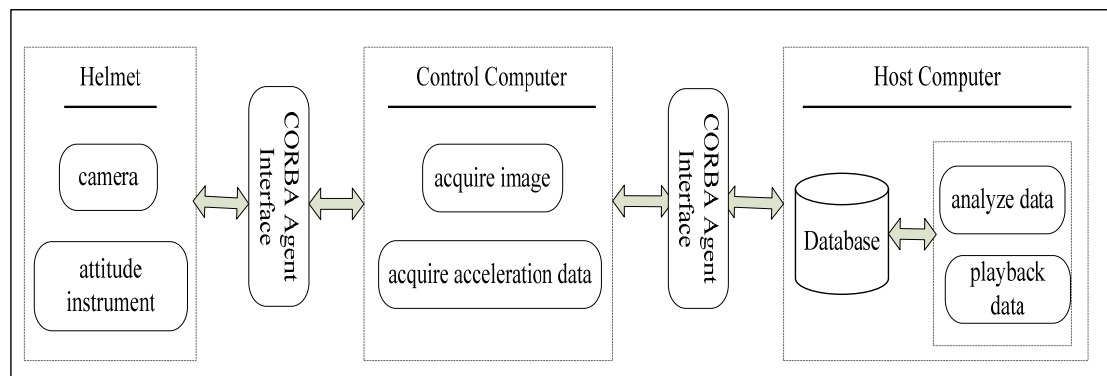 Helmet
camera
attitude
instrument
CORBA Agent
Interface
Control Computer
acquire image
acquire acceleration data
CORBA Agent
Interface
Host Computer
Database
analyze data
playback
data